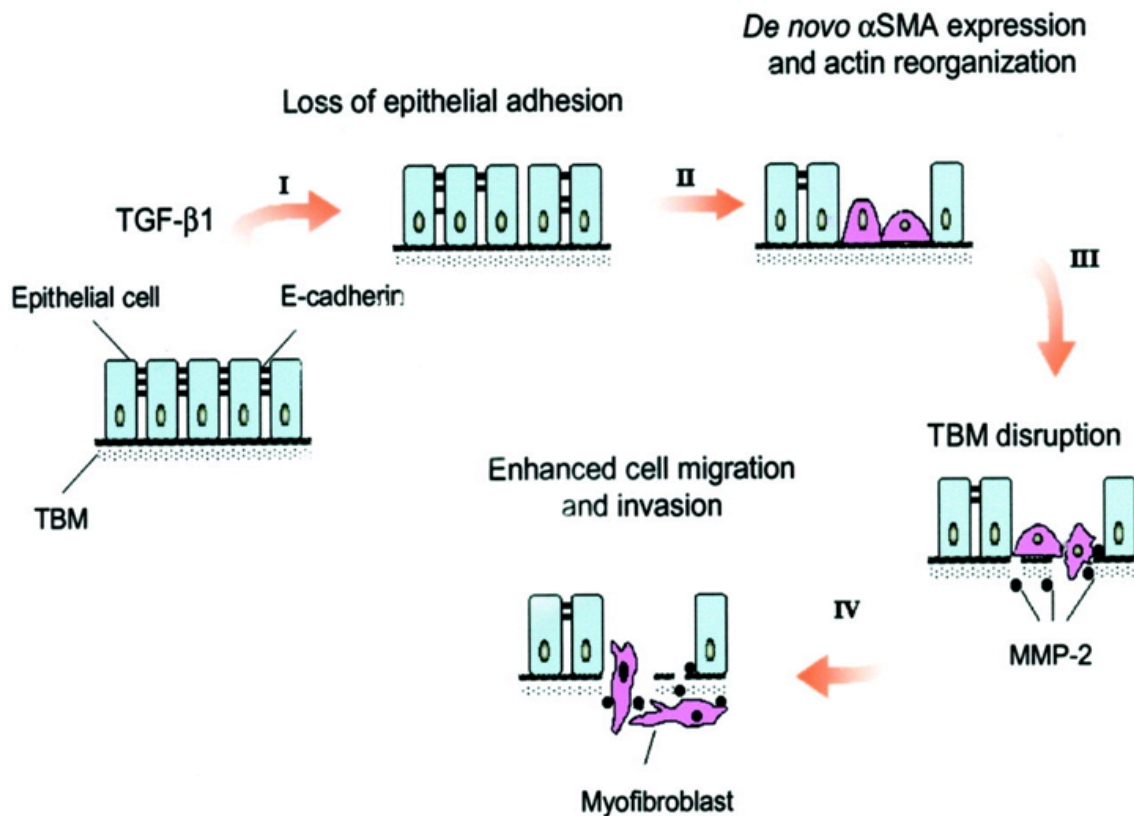 De novo αSMA expression
and actin reorganization
Loss of epithelial adhesion
I
II
TGF-β1
III
Epithelial cell
E-cadherin
TBM disruption
Enhanced cell migration
and invasion
TBM
IV
MMP-2
Myofibroblast